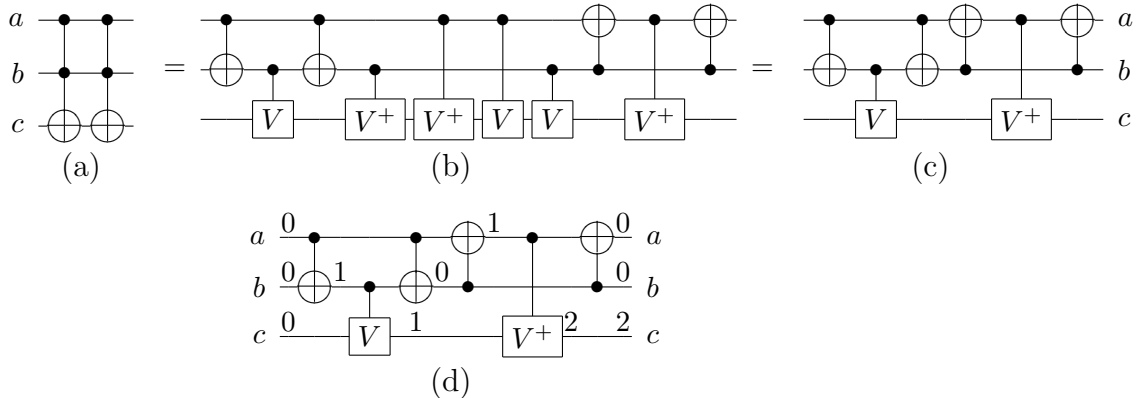 a a
b = = b
V V⁺ V⁺ V V V⁺ V V⁺
c c
(a) (b) (c)
0 1 0
a a
0 1 0 0
b b
0 V 1 V⁺ 2 2
c c
(d)